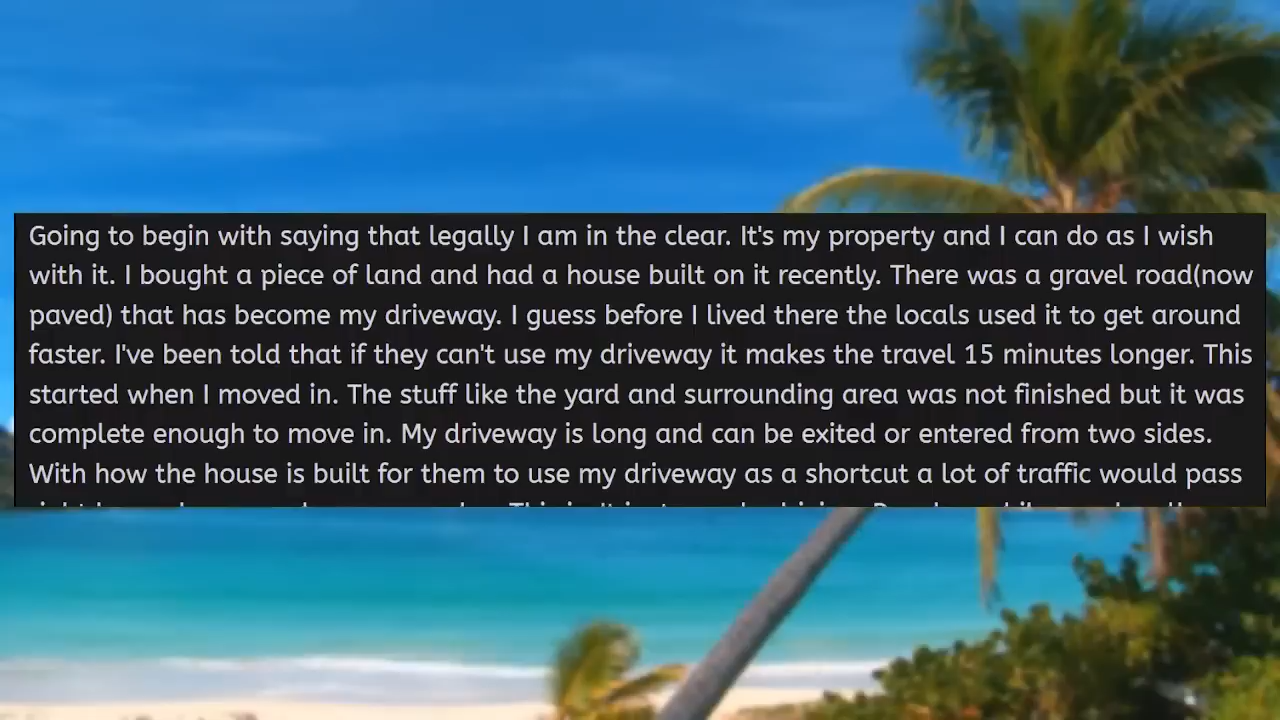 Going to begin with saying that legally I am in the clear. It's my property and I can do as I wish
with it. I bought a piece of land and had a house built on it recently. There was a gravel road(now
paved) that has become my driveway. I guess before I lived there the locals used it to get around
faster. I've been told that if they can't use my driveway it makes the travel 15 minutes longer. This
started when I moved in. The stuff like the yard and surrounding area was not finished but it was
complete enough to move in. My driveway is long and can be exited or entered from two sides.
With how the house is built for them to use my driveway as a shortcut a lot of traffic would pass